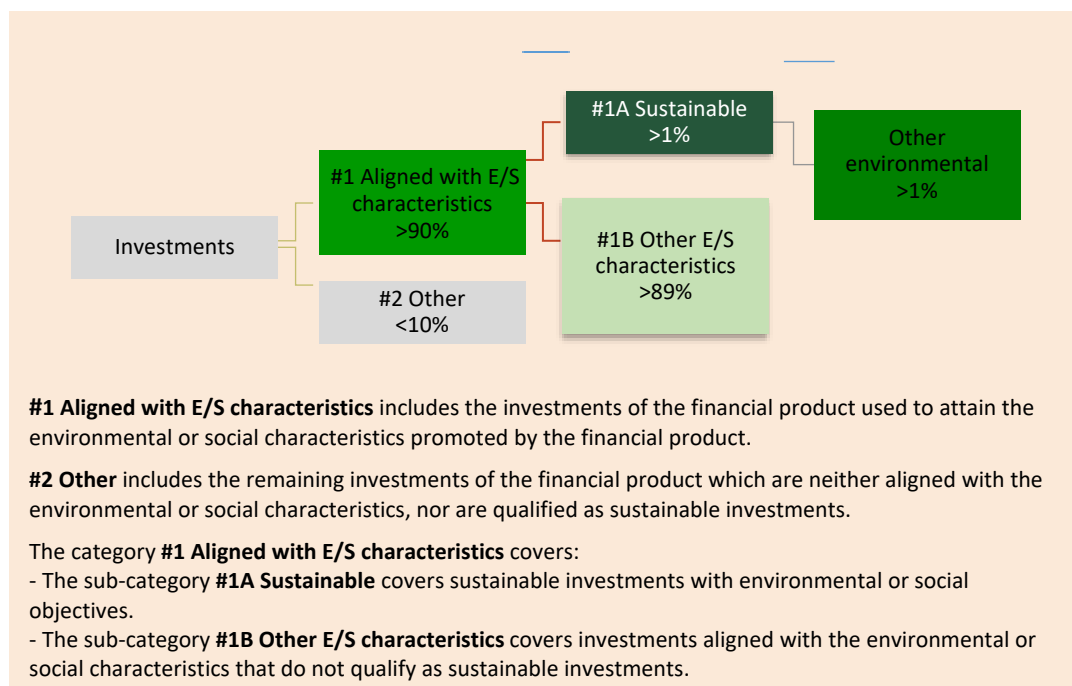 #1A Sustainable
>1%
Other
environmental
>1%
#1 Aligned with E/S
characteristics
>90%
#1B Other E/S
characteristics
>89%
Investments
#2 Other
<10%
#1 Aligned with E/S characteristics includes the investments of the financial product used to attain the
environmental or social characteristics promoted by the financial product.
#2 Other includes the remaining investments of the financial product which are neither aligned with the
environmental or social characteristics, nor are qualified as sustainable investments.
The category #1 Aligned with E/S characteristics covers:
- The sub-category #1A Sustainable covers sustainable investments with environmental or social
objectives.
- The sub-category #1B Other E/S characteristics covers investments aligned with the environmental or
social characteristics that do not qualify as sustainable investments.